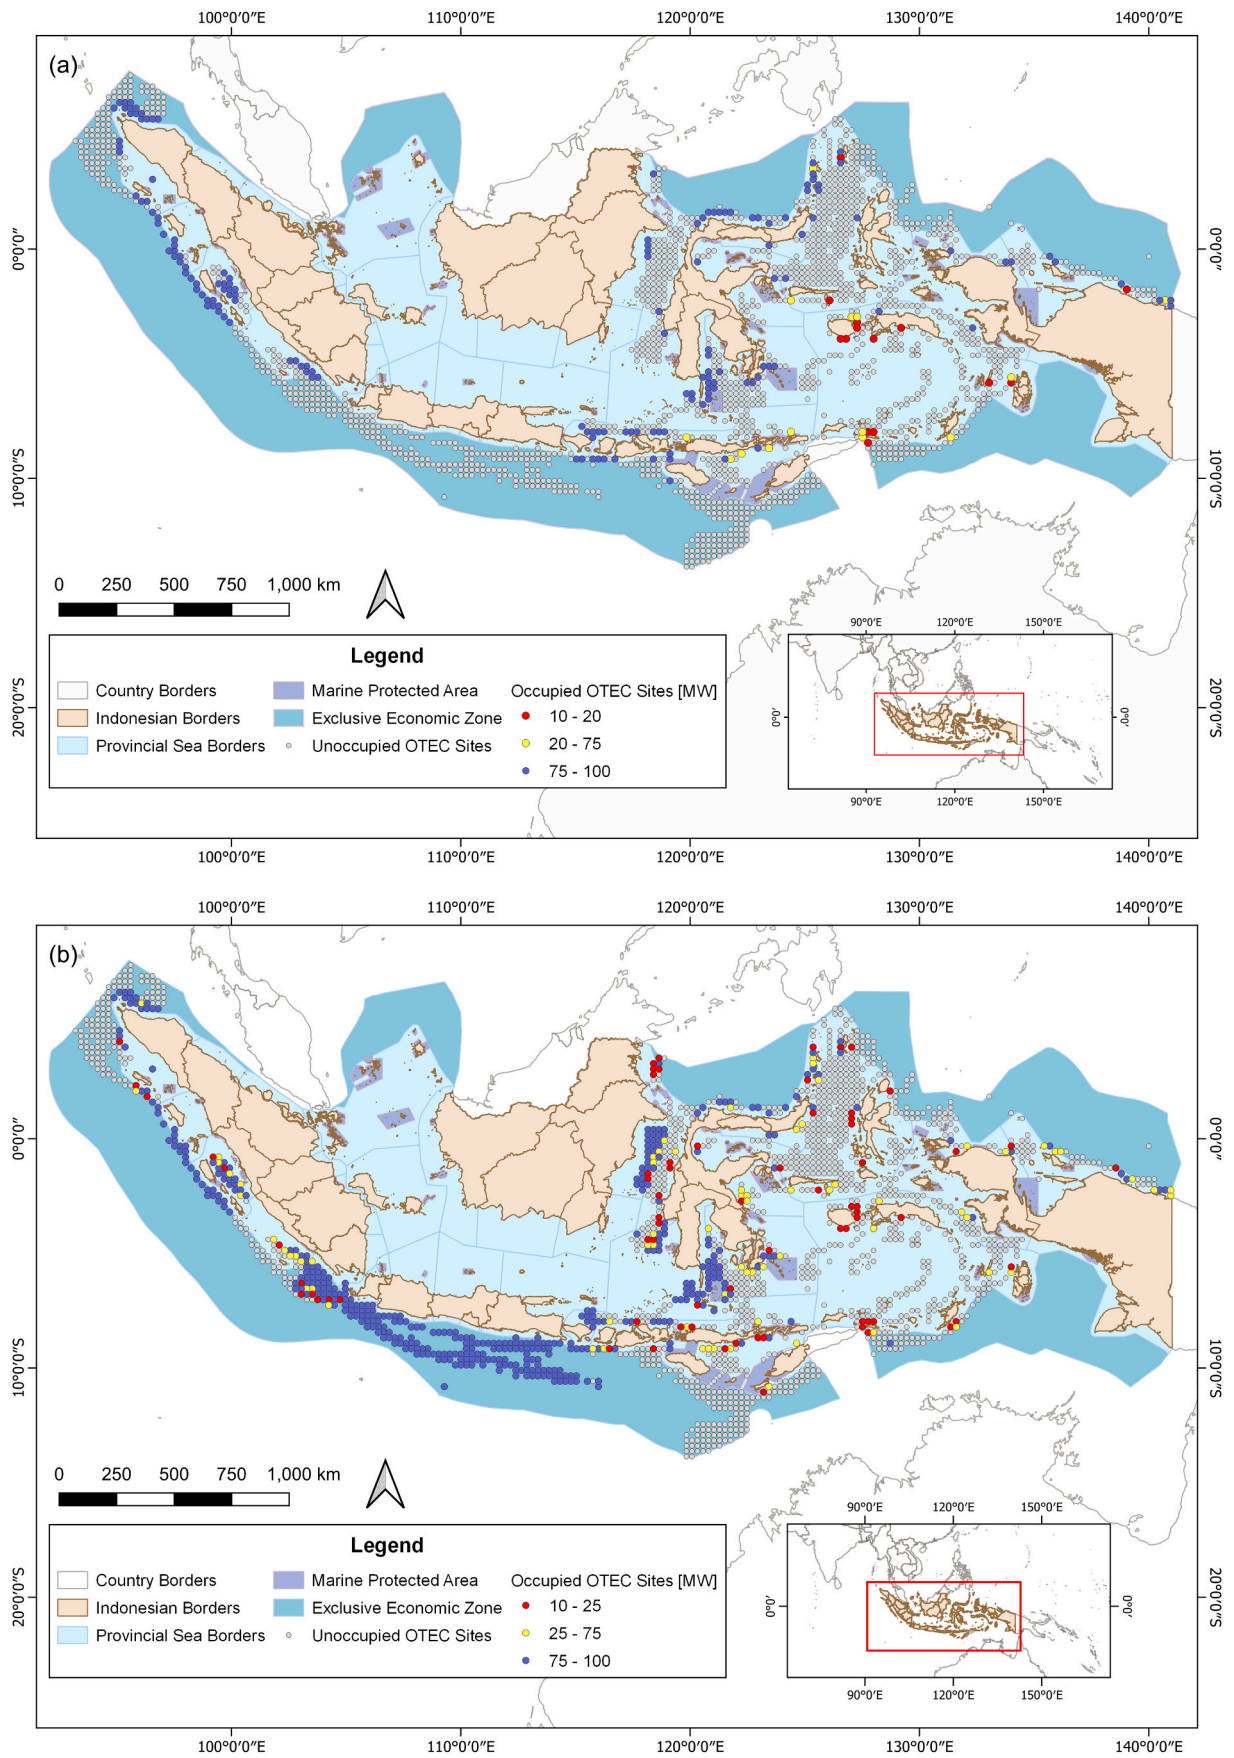 100°0′0″E 110°0′0″E 120°0′0″E 130°0′0″E 140°0′0″E
(a)
0°0′0″ 0°0′0″
10°0′0″S 10°0′0″S
20°0′0″S 20°0′0″S
0 250 500 750 1,000 km
Legend
Country Borders
Indonesian Borders
Provincial Sea Borders
Marine Protected Area
Exclusive Economic Zone
Unoccupied OTEC Sites
Occupied OTEC Sites [MW]
10 - 20
20 - 75
75 - 100
90°0′E 120°0′E 150°0′E
0°0′ 0°0′
90°0′E 120°0′E 150°0′E
100°0′0″E 110°0′0″E 120°0′0″E 130°0′0″E 140°0′0″E
100°0′0″E 110°0′0″E 120°0′0″E 130°0′0″E 140°0′0″E
(b)
0°0′0″ 0°0′0″
10°0′0″S 10°0′0″S
20°0′0″S 20°0′0″S
0 250 500 750 1,000 km
Legend
Country Borders
Indonesian Borders
Provincial Sea Borders
Marine Protected Area
Exclusive Economic Zone
Unoccupied OTEC Sites
Occupied OTEC Sites [MW]
10 - 25
25 - 75
75 - 100
90°0′E 120°0′E 150°0′E
0°0′ 0°0′
90°0′E 120°0′E 150°0′E
100°0′0″E 110°0′0″E 120°0′0″E 130°0′0″E 140°0′0″E